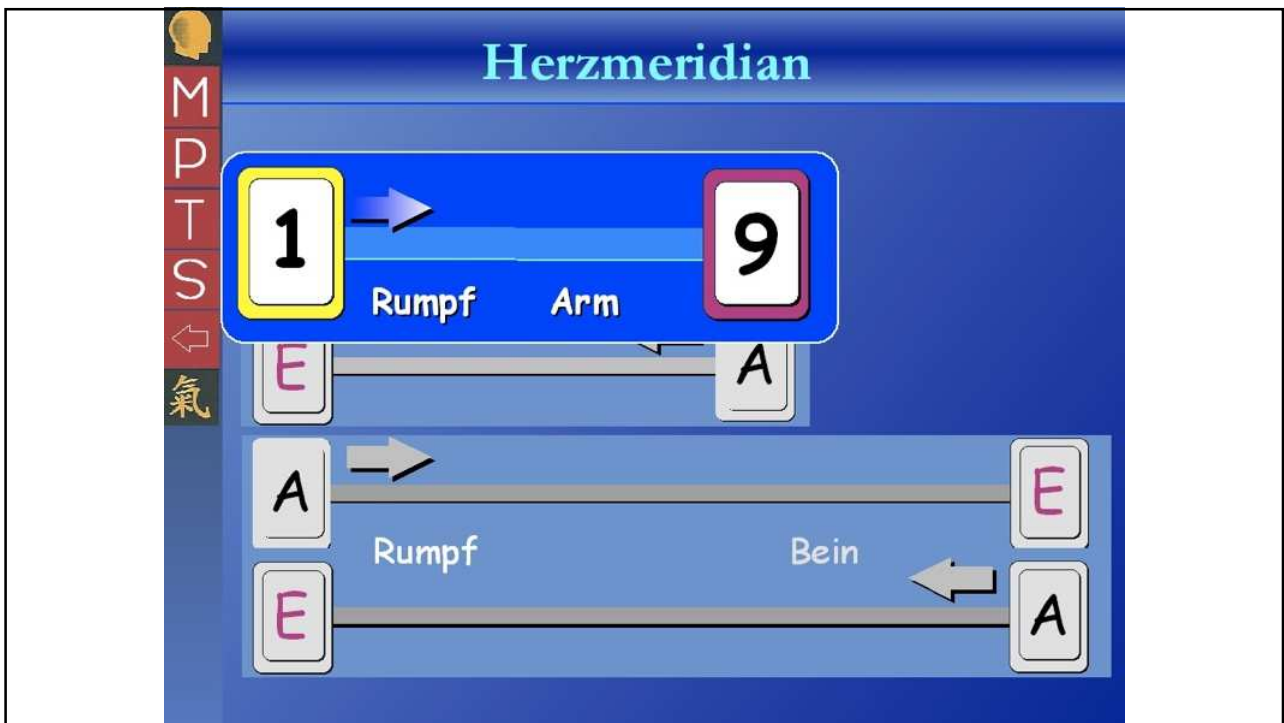 Herzmeridian
M
P
T
S
氣
1
9
Rumpf Arm
E
A
A
E
Rumpf Bein
E
A